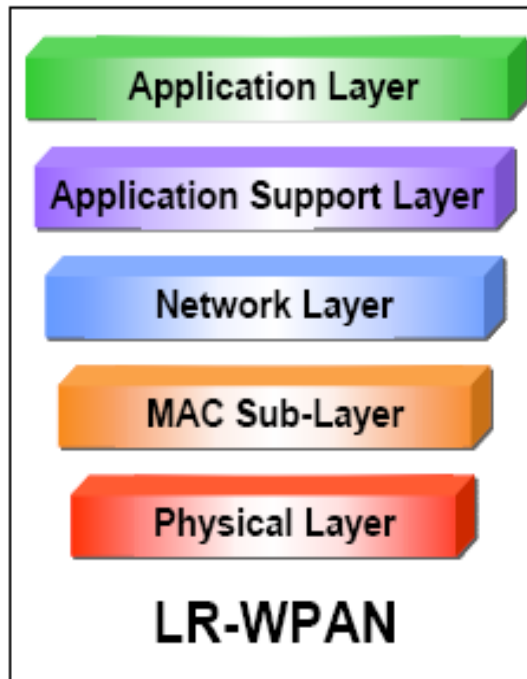 Application Layer
Application Support Layer
Network Layer
MAC Sub-Layer
Physical Layer
LR-WPAN